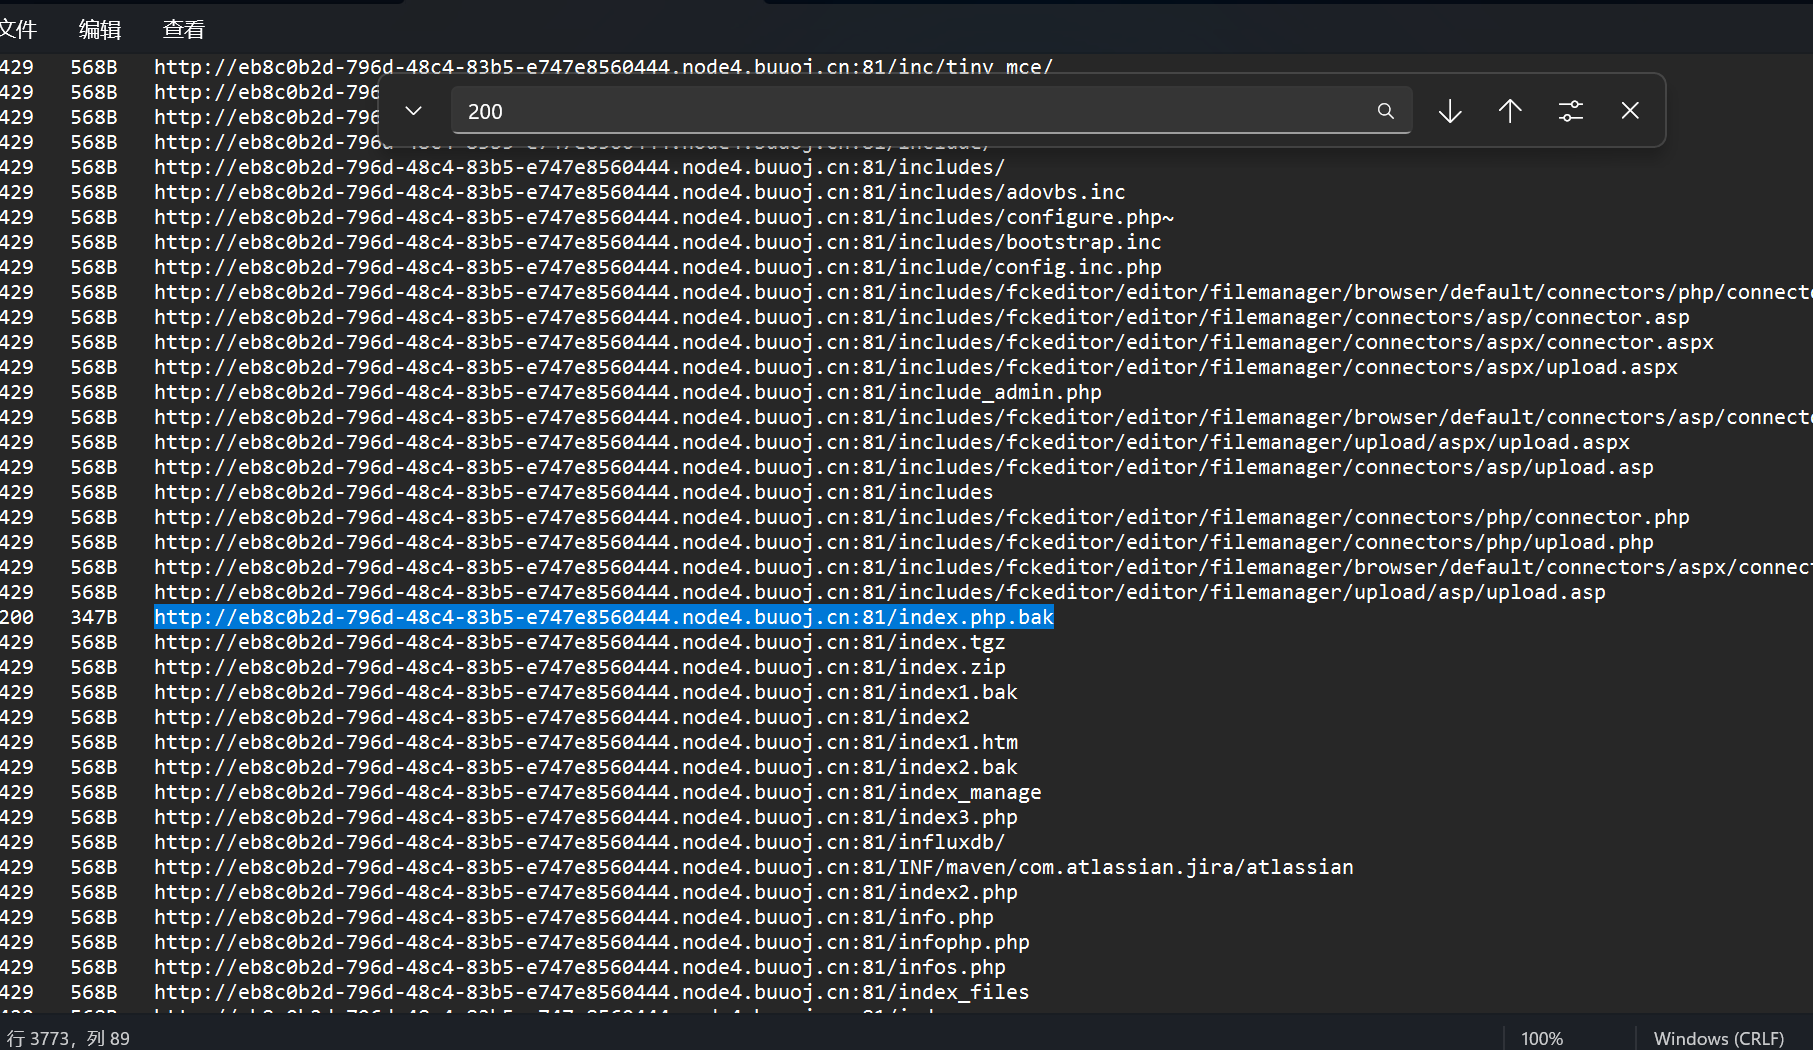 文件 编辑 查看
429 568B http://eb8c0b2d-796d-48c4-83b5-e747e8560444.node4.buuoj.cn:81/inc/tiny_mce/
429 568B http://eb8c0b2d-796
200
429 568B http://eb8c0b2d-796
429 568B http://eb8c0b2d-796d-48c4-83b5-e747e8560444.node4.buuoj.cn:81/include/
429 568B http://eb8c0b2d-796d-48c4-83b5-e747e8560444.node4.buuoj.cn:81/includes/
429 568B http://eb8c0b2d-796d-48c4-83b5-e747e8560444.node4.buuoj.cn:81/includes/adovbs.inc
429 568B http://eb8c0b2d-796d-48c4-83b5-e747e8560444.node4.buuoj.cn:81/includes/configure.php~
429 568B http://eb8c0b2d-796d-48c4-83b5-e747e8560444.node4.buuoj.cn:81/includes/bootstrap.inc
429 568B http://eb8c0b2d-796d-48c4-83b5-e747e8560444.node4.buuoj.cn:81/include/config.inc.php
429 568B http://eb8c0b2d-796d-48c4-83b5-e747e8560444.node4.buuoj.cn:81/includes/fckeditor/editor/filemanager/browser/default/connectors/php/connecto
429 568B http://eb8c0b2d-796d-48c4-83b5-e747e8560444.node4.buuoj.cn:81/includes/fckeditor/editor/filemanager/connectors/asp/connector.asp
429 568B http://eb8c0b2d-796d-48c4-83b5-e747e8560444.node4.buuoj.cn:81/includes/fckeditor/editor/filemanager/connectors/aspx/connector.aspx
429 568B http://eb8c0b2d-796d-48c4-83b5-e747e8560444.node4.buuoj.cn:81/includes/fckeditor/editor/filemanager/connectors/aspx/upload.aspx
429 568B http://eb8c0b2d-796d-48c4-83b5-e747e8560444.node4.buuoj.cn:81/include_admin.php
429 568B http://eb8c0b2d-796d-48c4-83b5-e747e8560444.node4.buuoj.cn:81/includes/fckeditor/editor/filemanager/browser/default/connectors/asp/connecto
429 568B http://eb8c0b2d-796d-48c4-83b5-e747e8560444.node4.buuoj.cn:81/includes/fckeditor/editor/filemanager/upload/aspx/upload.aspx
429 568B http://eb8c0b2d-796d-48c4-83b5-e747e8560444.node4.buuoj.cn:81/includes/fckeditor/editor/filemanager/connectors/asp/upload.asp
429 568B http://eb8c0b2d-796d-48c4-83b5-e747e8560444.node4.buuoj.cn:81/includes
429 568B http://eb8c0b2d-796d-48c4-83b5-e747e8560444.node4.buuoj.cn:81/includes/fckeditor/editor/filemanager/connectors/php/connector.php
429 568B http://eb8c0b2d-796d-48c4-83b5-e747e8560444.node4.buuoj.cn:81/includes/fckeditor/editor/filemanager/connectors/php/upload.php
429 568B http://eb8c0b2d-796d-48c4-83b5-e747e8560444.node4.buuoj.cn:81/includes/fckeditor/editor/filemanager/browser/default/connectors/aspx/connect
429 568B http://eb8c0b2d-796d-48c4-83b5-e747e8560444.node4.buuoj.cn:81/includes/fckeditor/editor/filemanager/upload/asp/upload.asp
200 347B http://eb8c0b2d-796d-48c4-83b5-e747e8560444.node4.buuoj.cn:81/index.php.bak
429 568B http://eb8c0b2d-796d-48c4-83b5-e747e8560444.node4.buuoj.cn:81/index.tgz
429 568B http://eb8c0b2d-796d-48c4-83b5-e747e8560444.node4.buuoj.cn:81/index.zip
429 568B http://eb8c0b2d-796d-48c4-83b5-e747e8560444.node4.buuoj.cn:81/index1.bak
429 568B http://eb8c0b2d-796d-48c4-83b5-e747e8560444.node4.buuoj.cn:81/index2
429 568B http://eb8c0b2d-796d-48c4-83b5-e747e8560444.node4.buuoj.cn:81/index1.htm
429 568B http://eb8c0b2d-796d-48c4-83b5-e747e8560444.node4.buuoj.cn:81/index2.bak
429 568B http://eb8c0b2d-796d-48c4-83b5-e747e8560444.node4.buuoj.cn:81/index_manage
429 568B http://eb8c0b2d-796d-48c4-83b5-e747e8560444.node4.buuoj.cn:81/index3.php
429 568B http://eb8c0b2d-796d-48c4-83b5-e747e8560444.node4.buuoj.cn:81/influxdb/
429 568B http://eb8c0b2d-796d-48c4-83b5-e747e8560444.node4.buuoj.cn:81/INF/maven/com.atlassian.jira/atlassian
429 568B http://eb8c0b2d-796d-48c4-83b5-e747e8560444.node4.buuoj.cn:81/index2.php
429 568B http://eb8c0b2d-796d-48c4-83b5-e747e8560444.node4.buuoj.cn:81/info.php
429 568B http://eb8c0b2d-796d-48c4-83b5-e747e8560444.node4.buuoj.cn:81/infophp.php
429 568B http://eb8c0b2d-796d-48c4-83b5-e747e8560444.node4.buuoj.cn:81/infos.php
429 568B http://eb8c0b2d-796d-48c4-83b5-e747e8560444.node4.buuoj.cn:81/index_files
行 3773，列 89 100% Windows (CRLF)